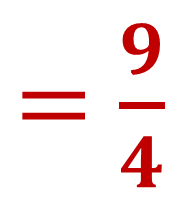 = 9/4